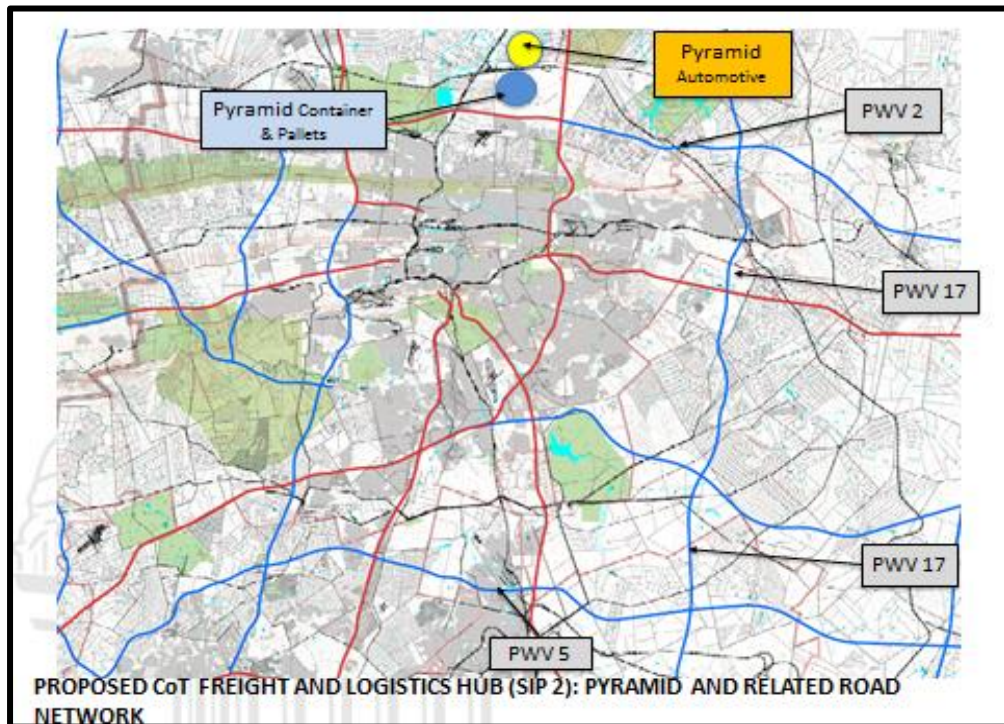 Pyramid
Automotive
Pyramid Container
& Pallets
PWV 2
PWV 17
PWV 17
PWV 5
PROPOSED CoT FREIGHT AND LOGISTICS HUB (SIP 2): PYRAMID AND RELATED ROAD
NETWORK